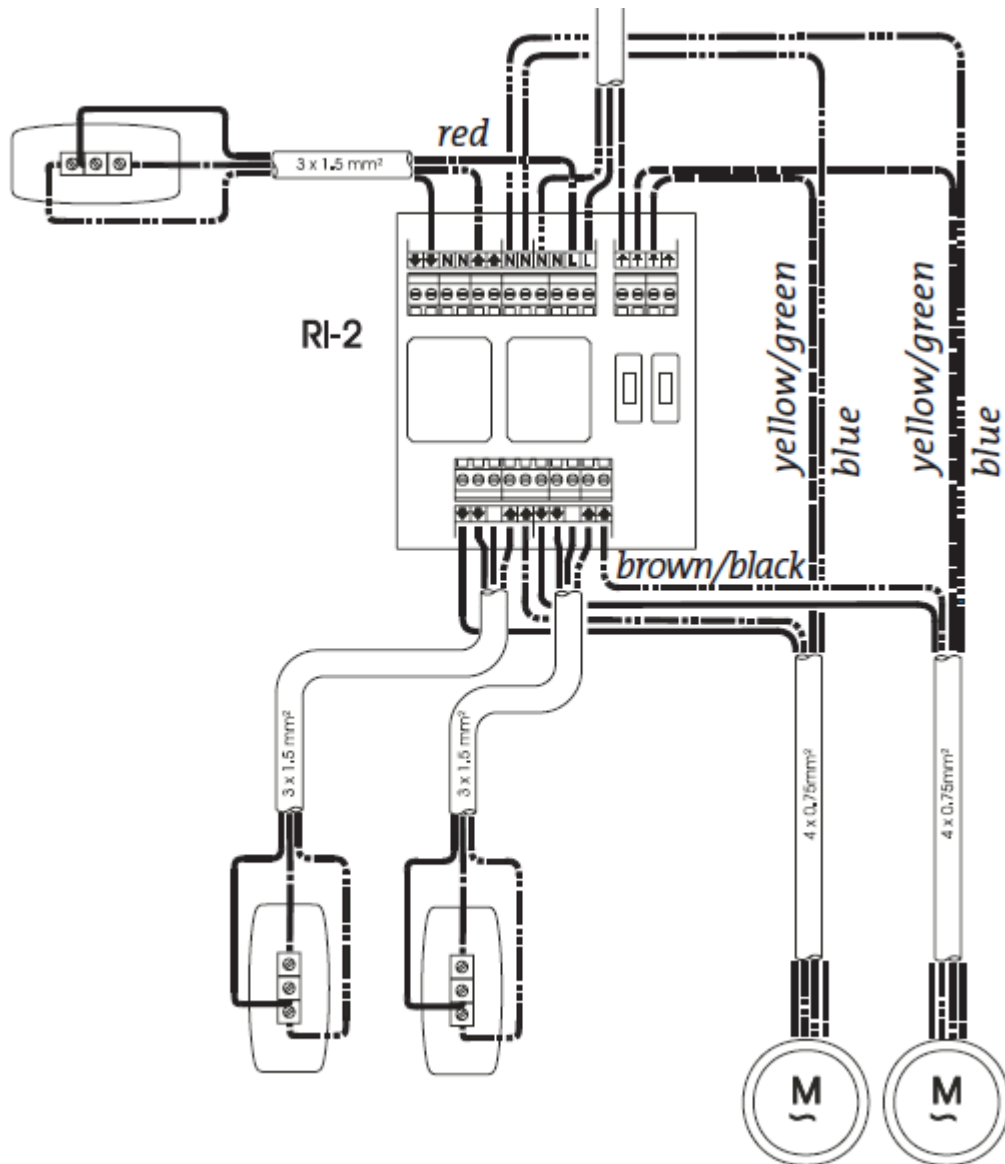 red
3 x 1.5 mm²
N N N N N N L L
RI-2
yellow/green
blue
yellow/green
blue
brown/black
3 x 1.5 mm²
3 x 1.5 mm²
4 x 0.75mm²
4 x 0.75mm²
M
M